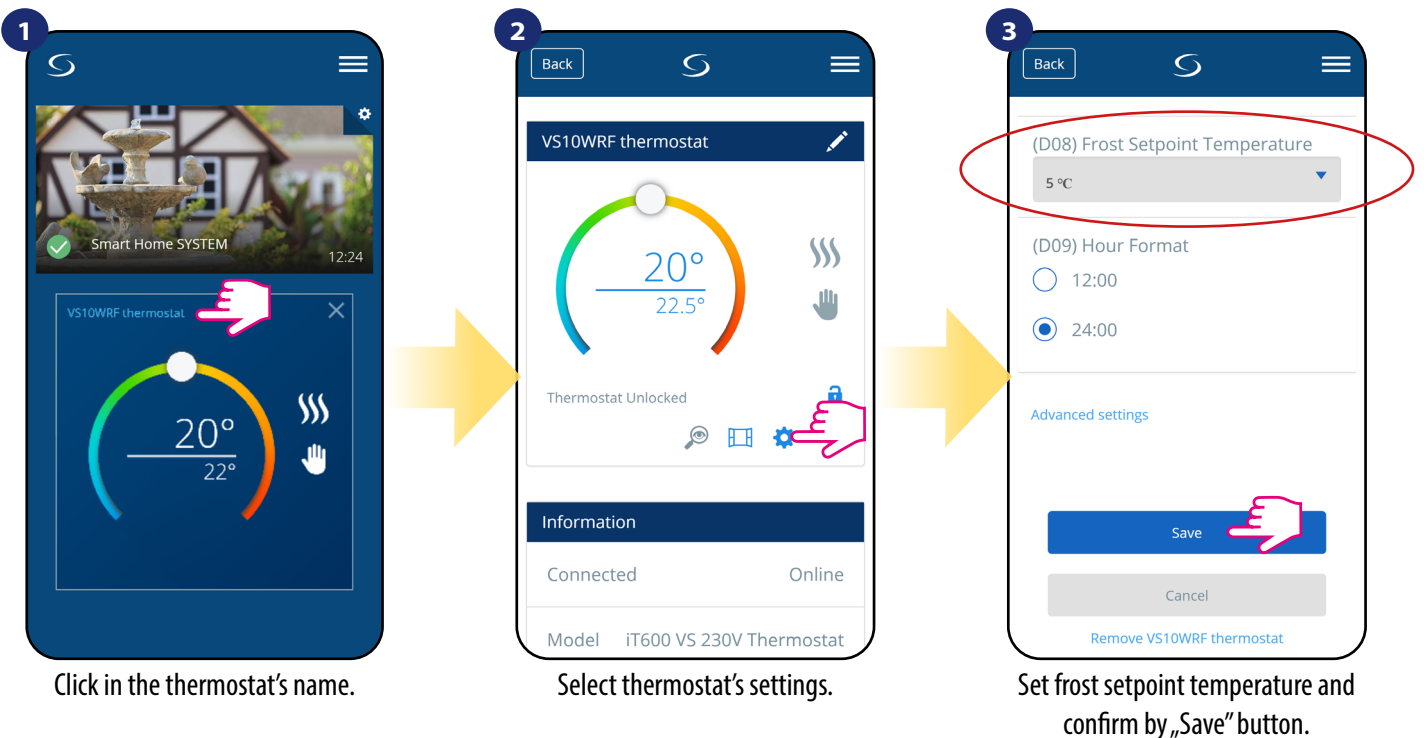 1
Smart Home SYSTEM
12:24
VS10WRF thermostat
20°
22°
Click in the thermostat's name.
2
Back
VS10WRF thermostat
20°
22.5°
Thermostat Unlocked
Information
Connected Online
Model iT600 VS 230V Thermostat
Select thermostat's settings.
3
Back
(D08) Frost Setpoint Temperature
5 °C
(D09) Hour Format
12:00
24:00
Advanced settings
Save
Cancel
Remove VS10WRF thermostat
Set frost setpoint temperature and
confirm by „Save” button.